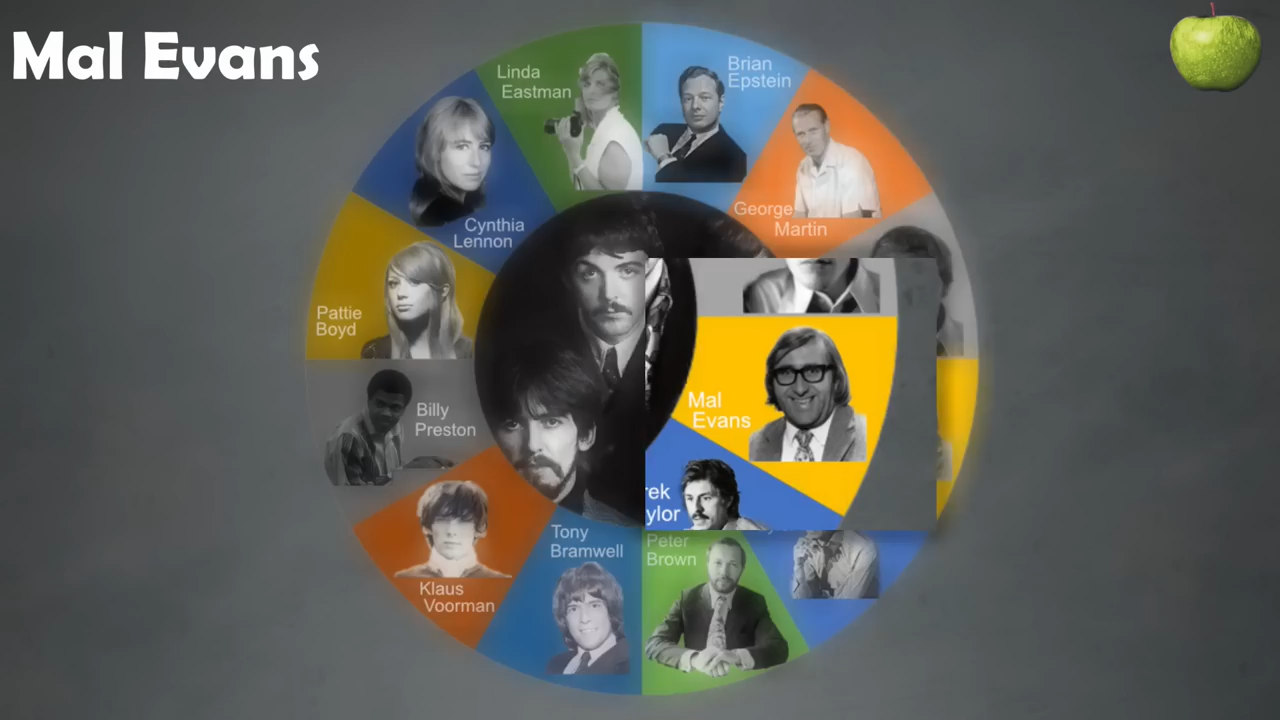 Mal Evans
Linda
Eastman
Brian
Epstein
Cynthia
Lennon
George
Martin
Pattie
Boyd
Mal
Evans
Billy
Preston
rek
ylor
Tony
Bramwell
Peter
Brown
Klaus
Voorman